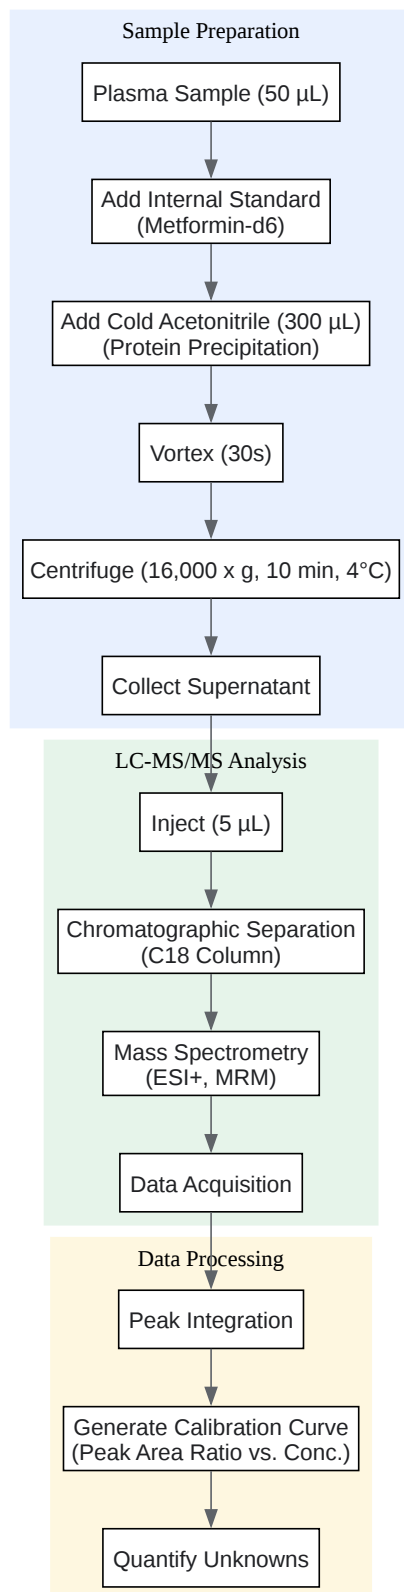 Sample Preparation
Plasma Sample (50 µL)
Add Internal Standard
(Metformin-d6)
Add Cold Acetonitrile (300 µL)
(Protein Precipitation)
Vortex (30s)
Centrifuge (16,000 x g, 10 min, 4°C)
Collect Supernatant
LC-MS/MS Analysis
Inject (5 µL)
Chromatographic Separation
(C18 Column)
Mass Spectrometry
(ESI+, MRM)
Data Acquisition
Data Processing
Peak Integration
Generate Calibration Curve
(Peak Area Ratio vs. Conc.)
Quantify Unknowns